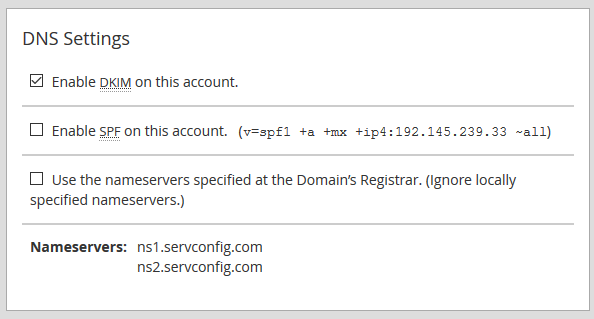 DNS Settings
Enable DKIM on this account.
Enable SPF on this account. (v=spf1 +a +mx +ip4:192.145.239.33 ~all)
Use the nameservers specified at the Domain's Registrar. (Ignore locally
specified nameservers.)
Nameservers: ns1.servconfig.com
ns2.servconfig.com